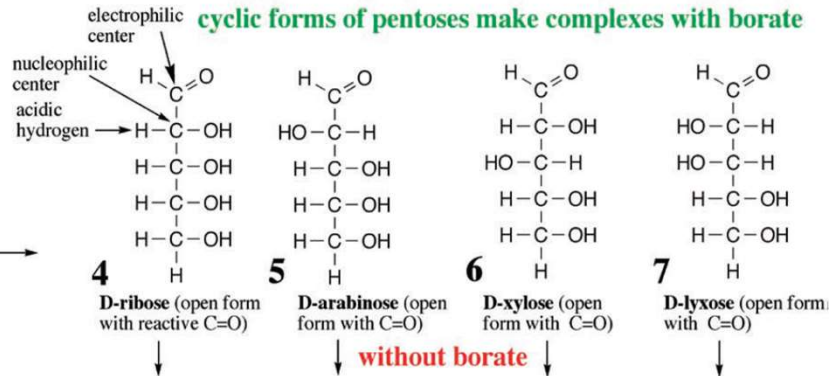 electrophilic
center
cyclic forms of pentoses make complexes with borate
nucleophilic
center
acidic
hydrogen
H C=O
H-C-OH
H-C-OH
H-C-OH
H-C-OH
H
4
D-ribose (open form
with reactive C=O)
H C=O
HO-C-H
H-C-OH
H-C-OH
H-C-OH
H
5
D-arabinose (open
form with C=O)
H C=O
H-C-OH
HO-C-H
H-C-OH
H-C-OH
H
6
D-xylose (open
form with C=O)
H C=O
HO-C-H
HO-C-H
H-C-OH
H-C-OH
H
7
D-lyxose (open form
with C=O)
without borate